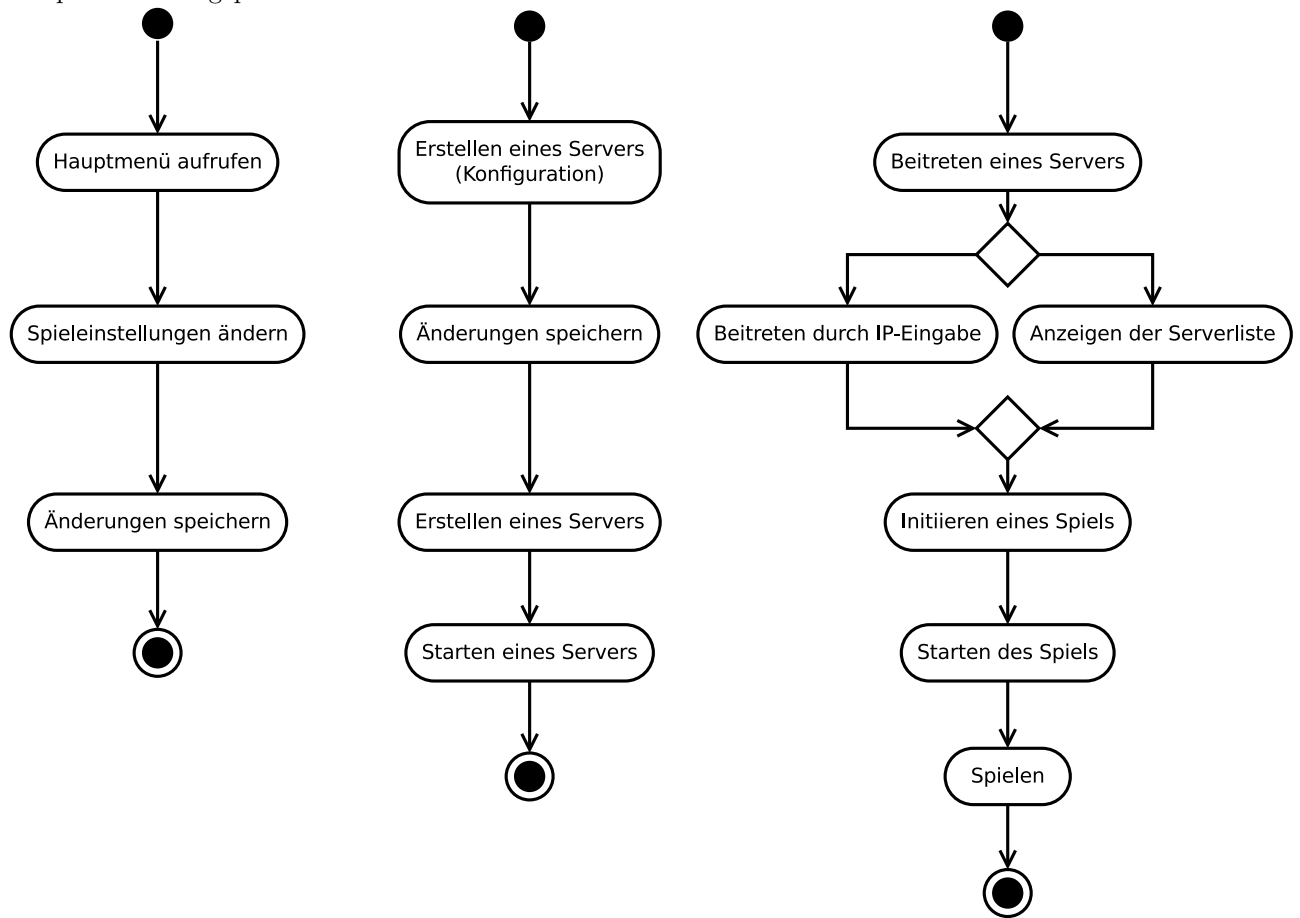 Hauptmenü aufrufen
Spieleinstellungen ändern
Änderungen speichern
Erstellen eines Servers
(Konfiguration)
Änderungen speichern
Erstellen eines Servers
Starten eines Servers
Beitreten eines Servers
Beitreten durch IP-Eingabe
Anzeigen der Serverliste
Initiieren eines Spiels
Starten des Spiels
Spielen